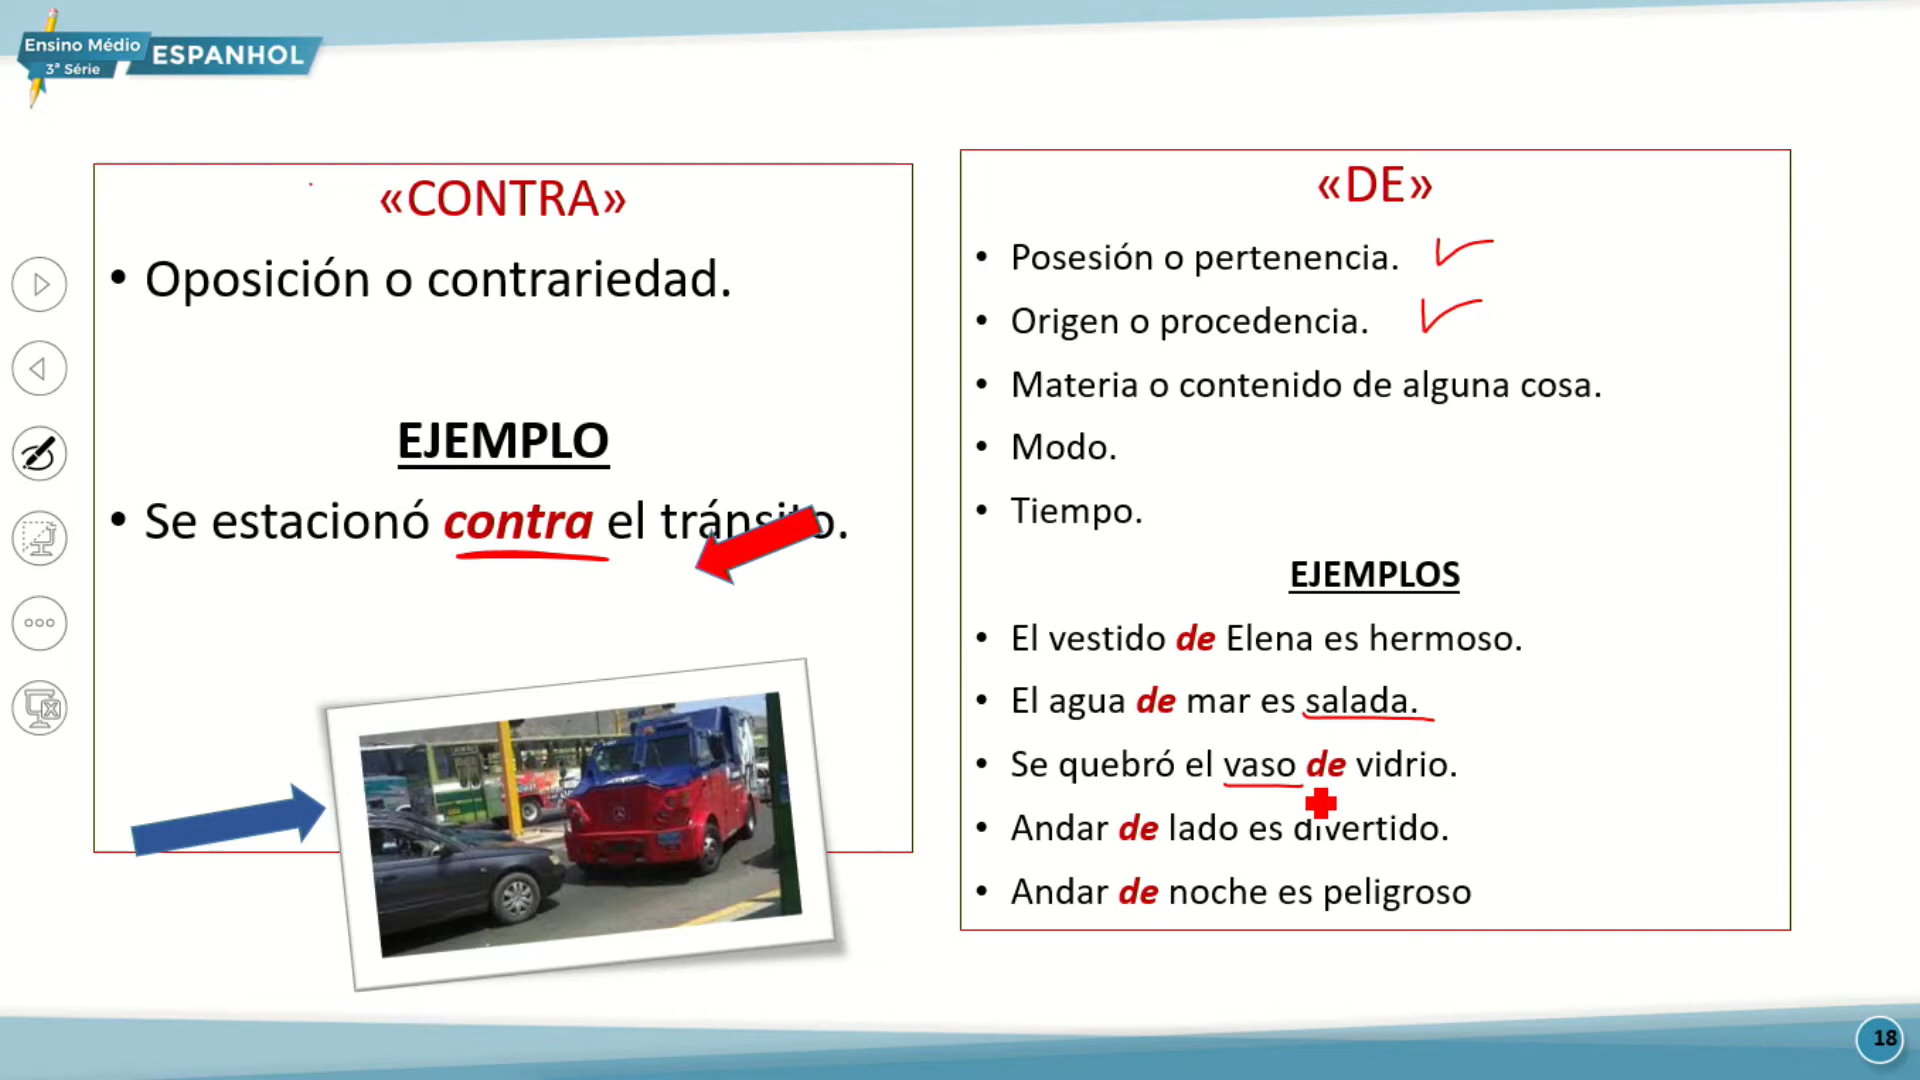 Ensino Médio
3ª Série
ESPANHOL
«CONTRA»
• Oposición o contrariedad.
EJEMPLO
• Se estacionó contra el tránsito.
«DE»
• Posesión o pertenencia.
• Origen o procedencia.
• Materia o contenido de alguna cosa.
• Modo.
• Tiempo.
EJEMPLOS
• El vestido de Elena es hermoso.
• El agua de mar es salada.
• Se quebró el vaso de vidrio.
• Andar de lado es divertido.
• Andar de noche es peligroso
18